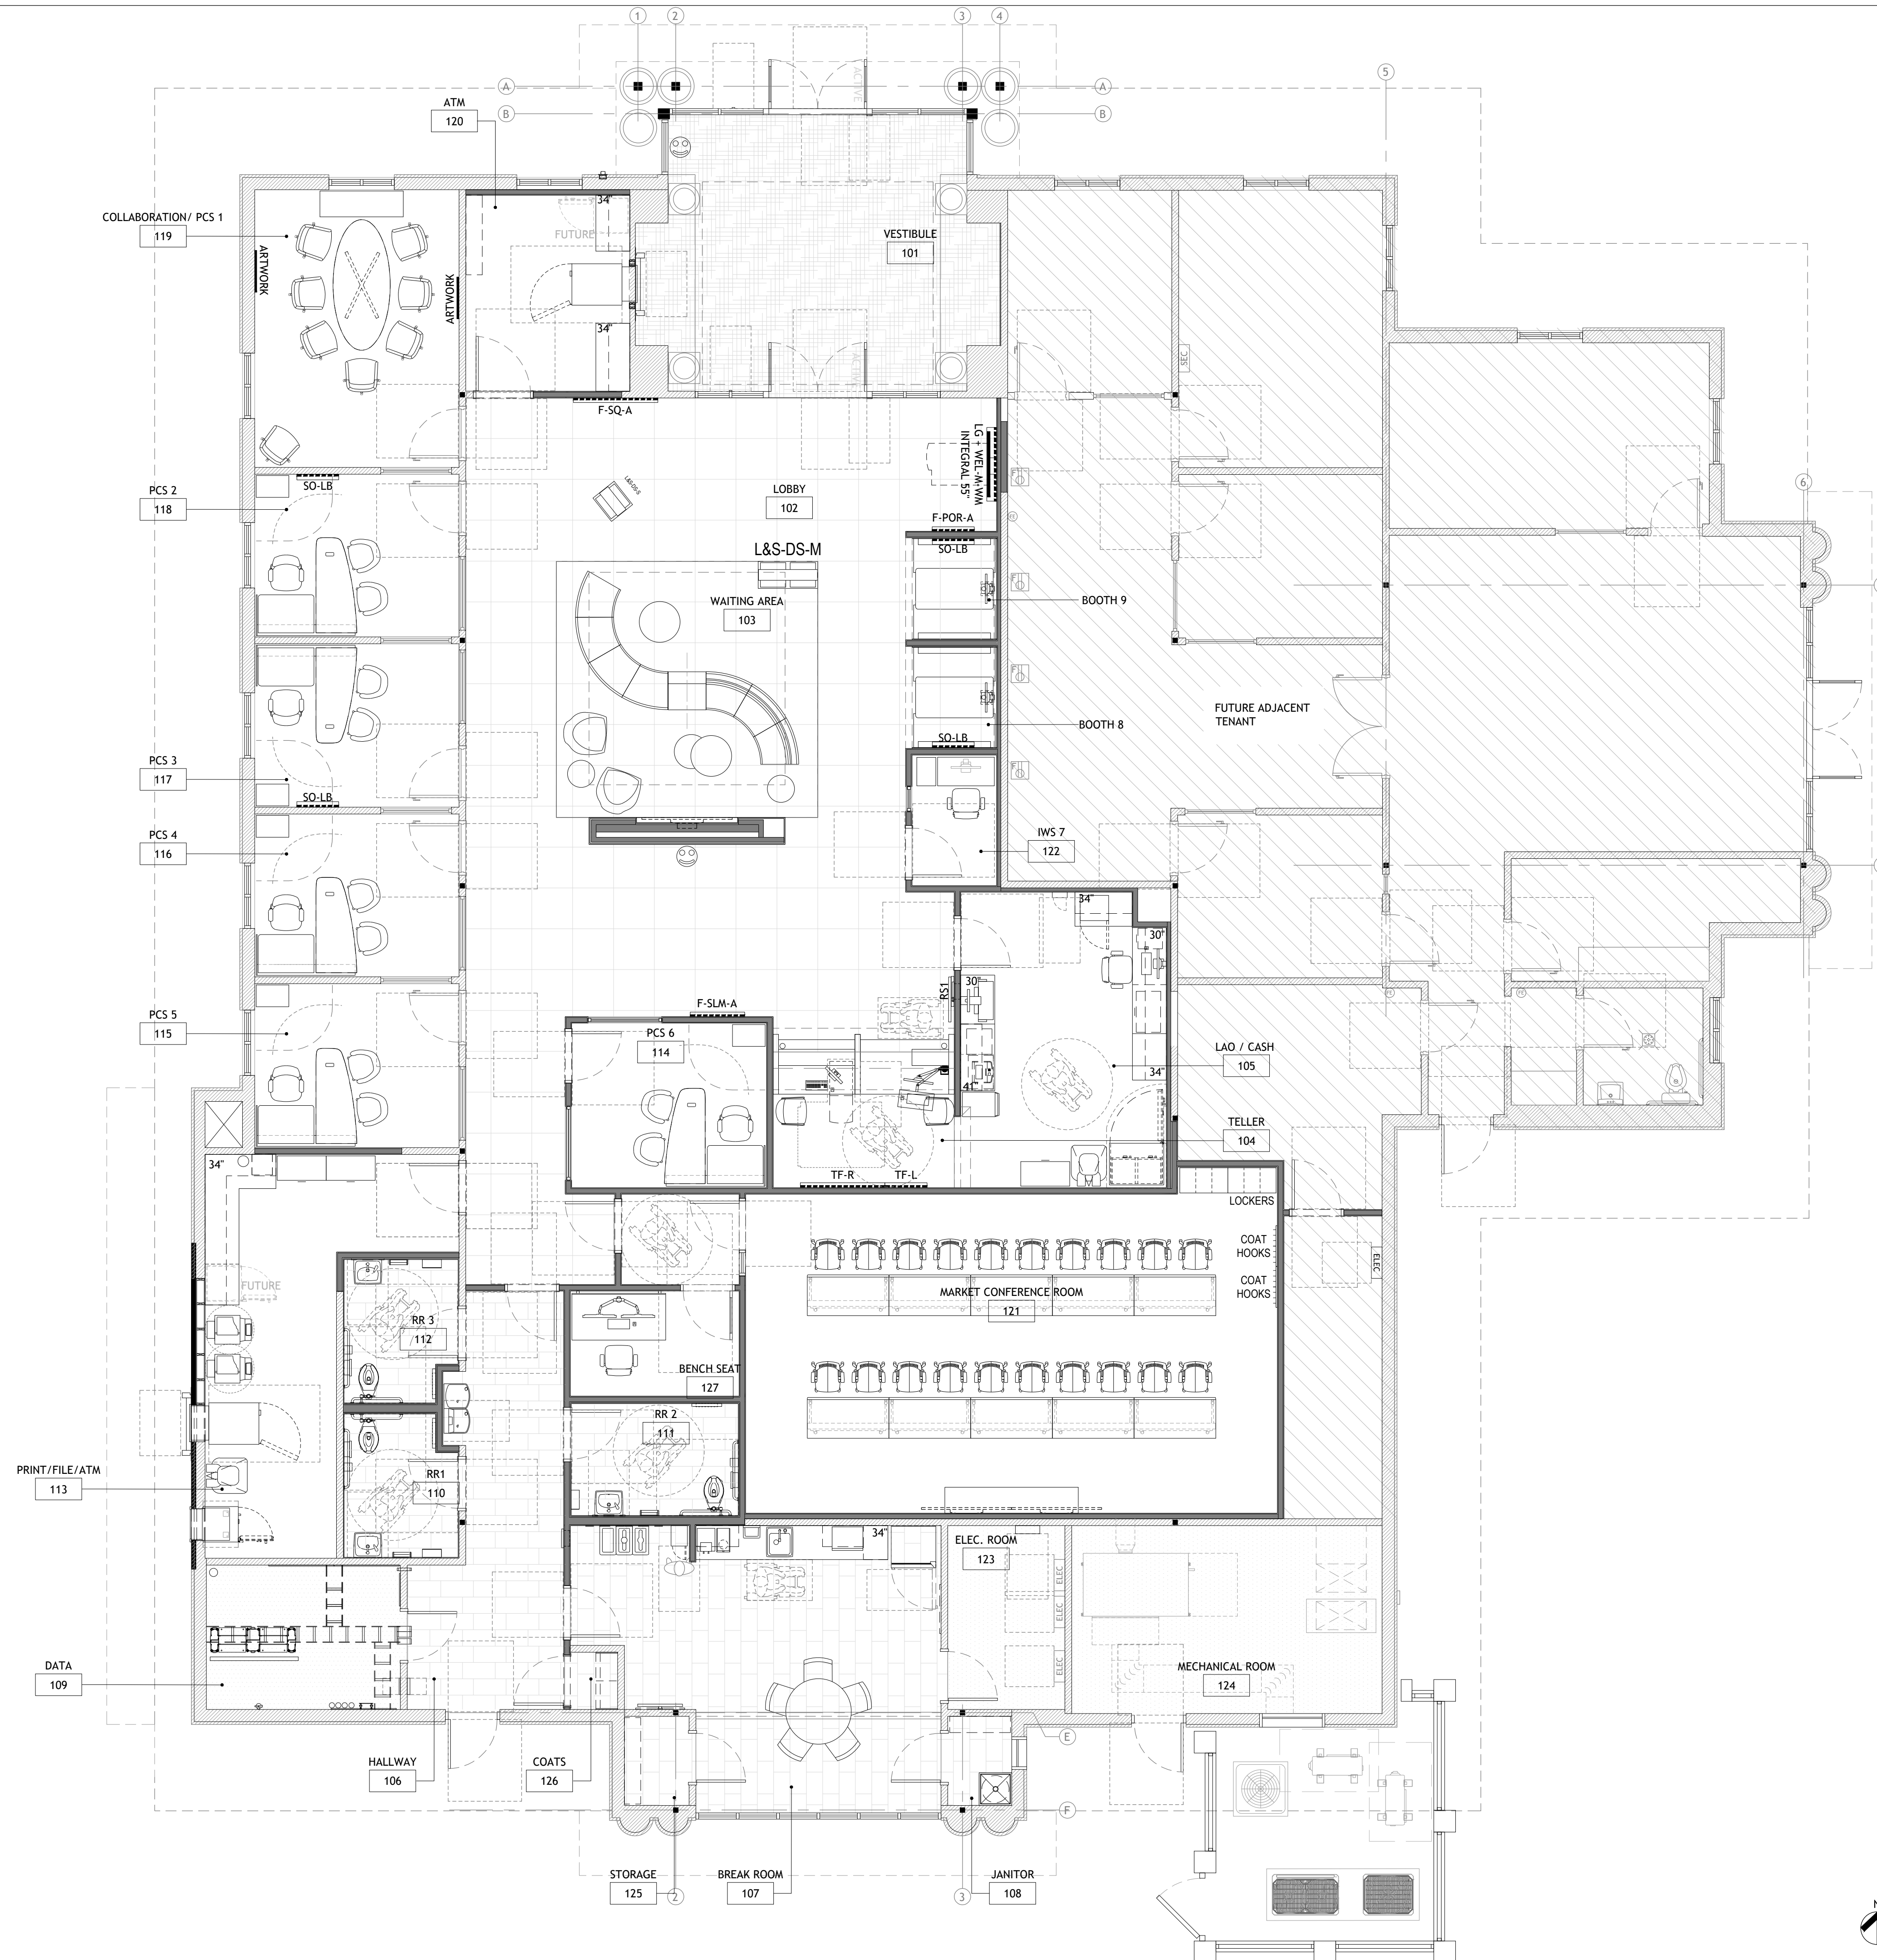 1
2
3
4
A
A
B
B
5
6
ACTIVE
ATM
120
34"
FUTURE
34"
COLLABORATION/ PCS 1
119
ARTWORK
ARTWORK
VESTIBULE
101
ACTIVE
SEC
F-SQ-A
LG + WEL-M-WM
INTEGRAL 55"
L&S-DS-S
LOBBY
102
F-POR-A
SO-LB
FE
PCS 2
118
SO-LB
L&S-DS-M
WAITING AREA
103
BOOTH 9
BOOTH 8
SO-LB
FUTURE ADJACENT
TENANT
PCS 3
117
SO-LB
PCS 4
116
IWS 7
122
34"
30"
30"
RS1
F-SLM-A
PCS 5
115
PCS 6
114
LAO / CASH
105
34"
41"
FE
FE
TELLER
104
TF-R
TF-L
34"
LOCKERS
COAT
HOOKS
COAT
HOOKS
ELEC
FUTURE
MARKET CONFERENCE ROOM
121
RR 3
112
BENCH SEAT
127
RR 2
111
PRINT/FILE/ATM
113
RR1
110
34"
ELEC. ROOM
123
ELEC
ELEC
ELEC
MECHANICAL ROOM
124
DATA
109
HALLWAY
106
COATS
126
E
F
STORAGE
125
2
BREAK ROOM
107
3
JANITOR
108